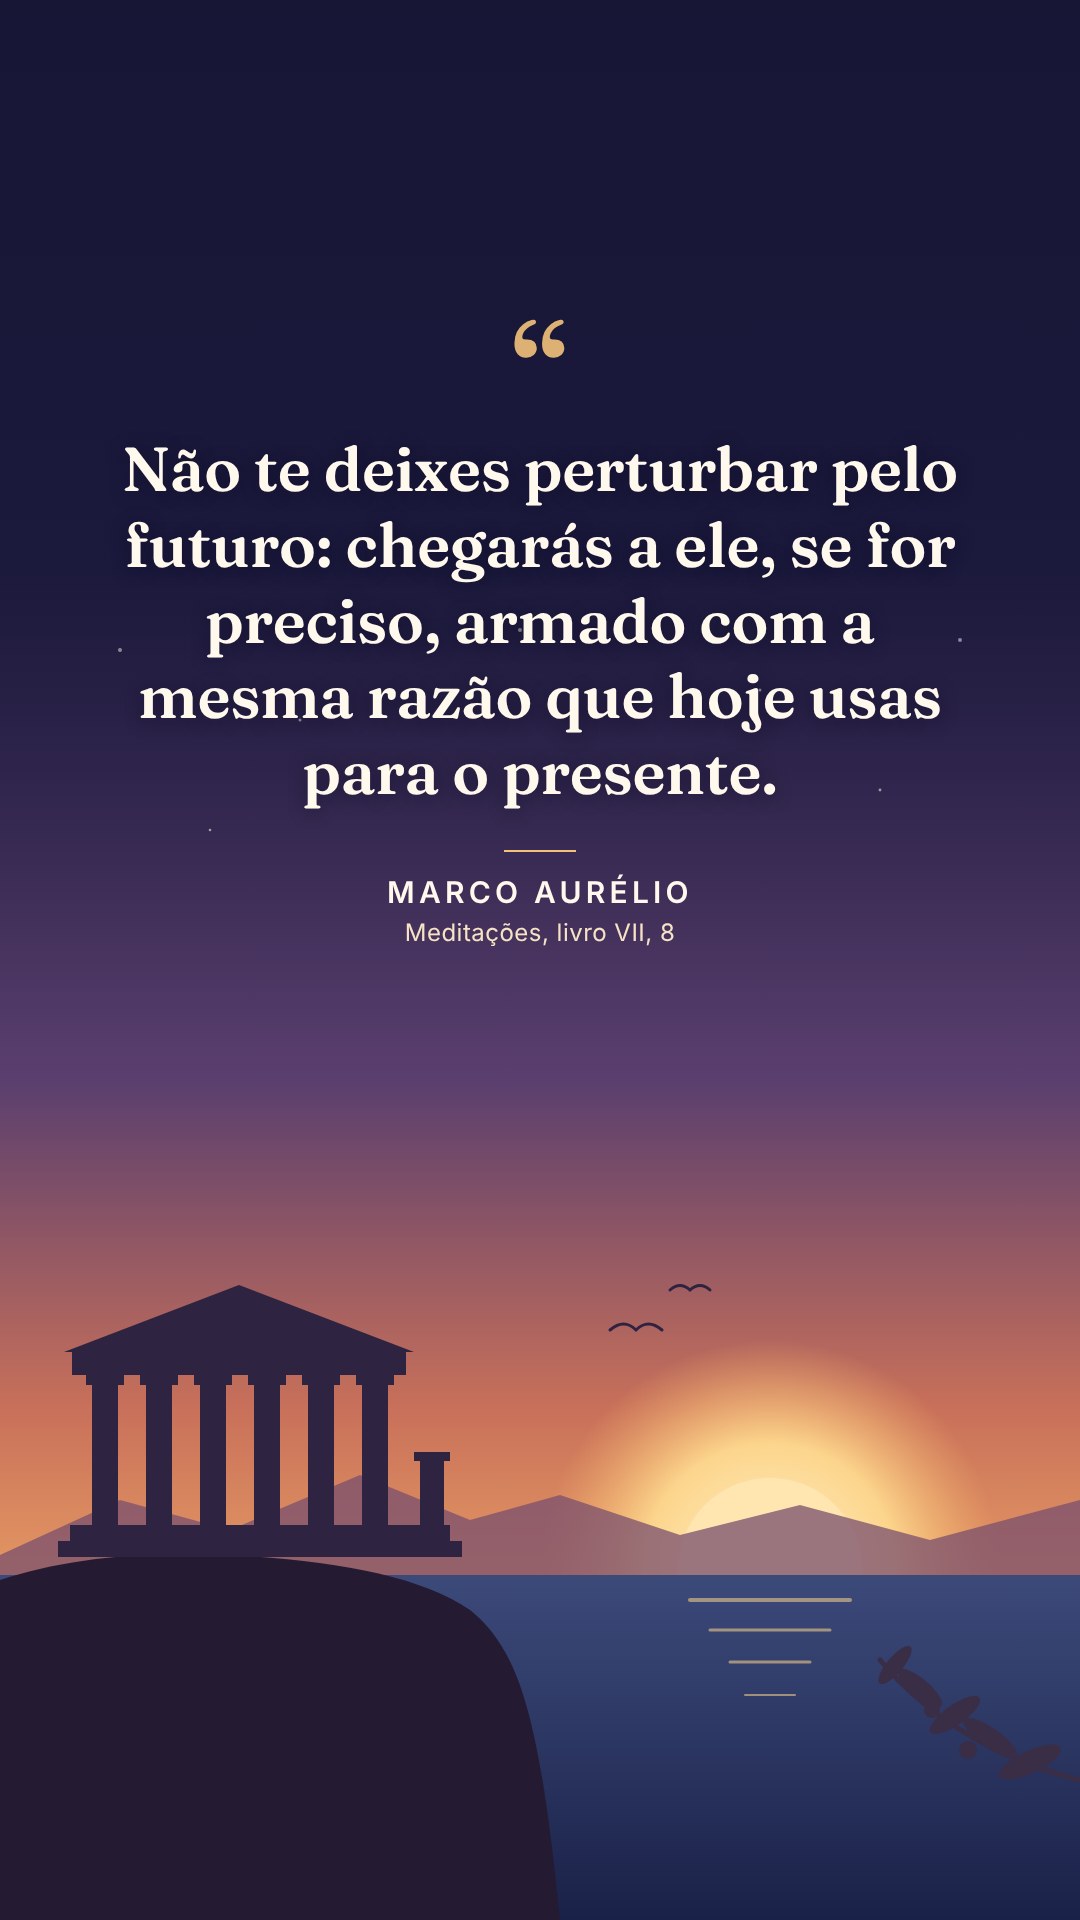 “
Não te deixes perturbar pelo
futuro: chegarás a ele, se for
preciso, armado com a
mesma razão que hoje usas
para o presente.
MARCO AURÉLIO
Meditações, livro VII, 8